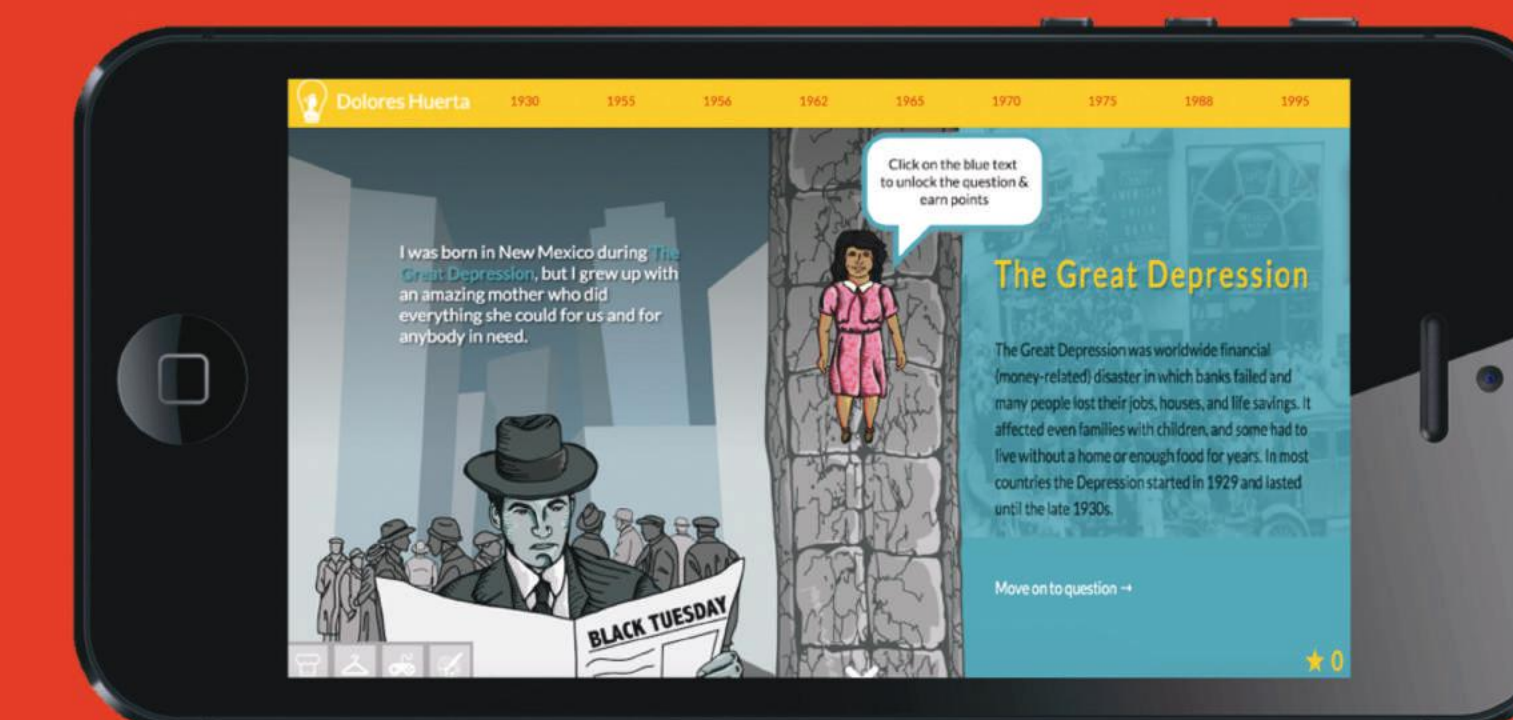 Dolores Huerta 1930 1955 1956 1962 1965 1970 1975 1988 1995
Click on the blue text
to unlock the question &
earn points
I was born in New Mexico during The
Great Depression, but I grew up with
an amazing mother who did
everything she could for us and for
anybody in need.
BLACK TUESDAY
The Great Depression
The Great Depression was worldwide financial
(money-related) disaster in which banks failed and
many people lost their jobs, houses, and life savings. It
affected even families with children, and some had to
live without a home or enough food for years. In most
countries the Depression started in 1929 and lasted
until the late 1930s.
Move on to question →
★ 0